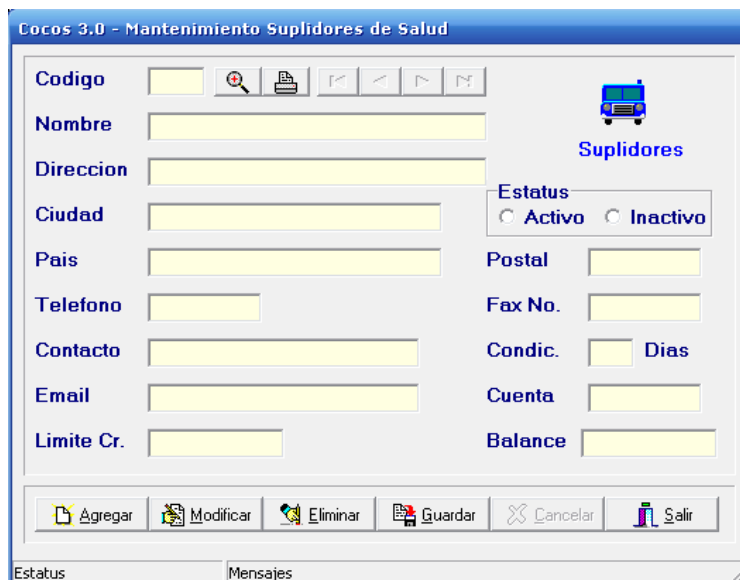 Cocos 3.0 - Mantenimiento Suplidores de Salud
Codigo
Nombre
Suplidores
Direccion
Estatus
Ciudad
Activo Inactivo
Pais
Postal
Telefono
Fax No.
Contacto
Condic. Dias
Email
Cuenta
Limite Cr.
Balance
Agregar Modificar Eliminar Guardar Cancelar Salir
Estatus
Mensajes